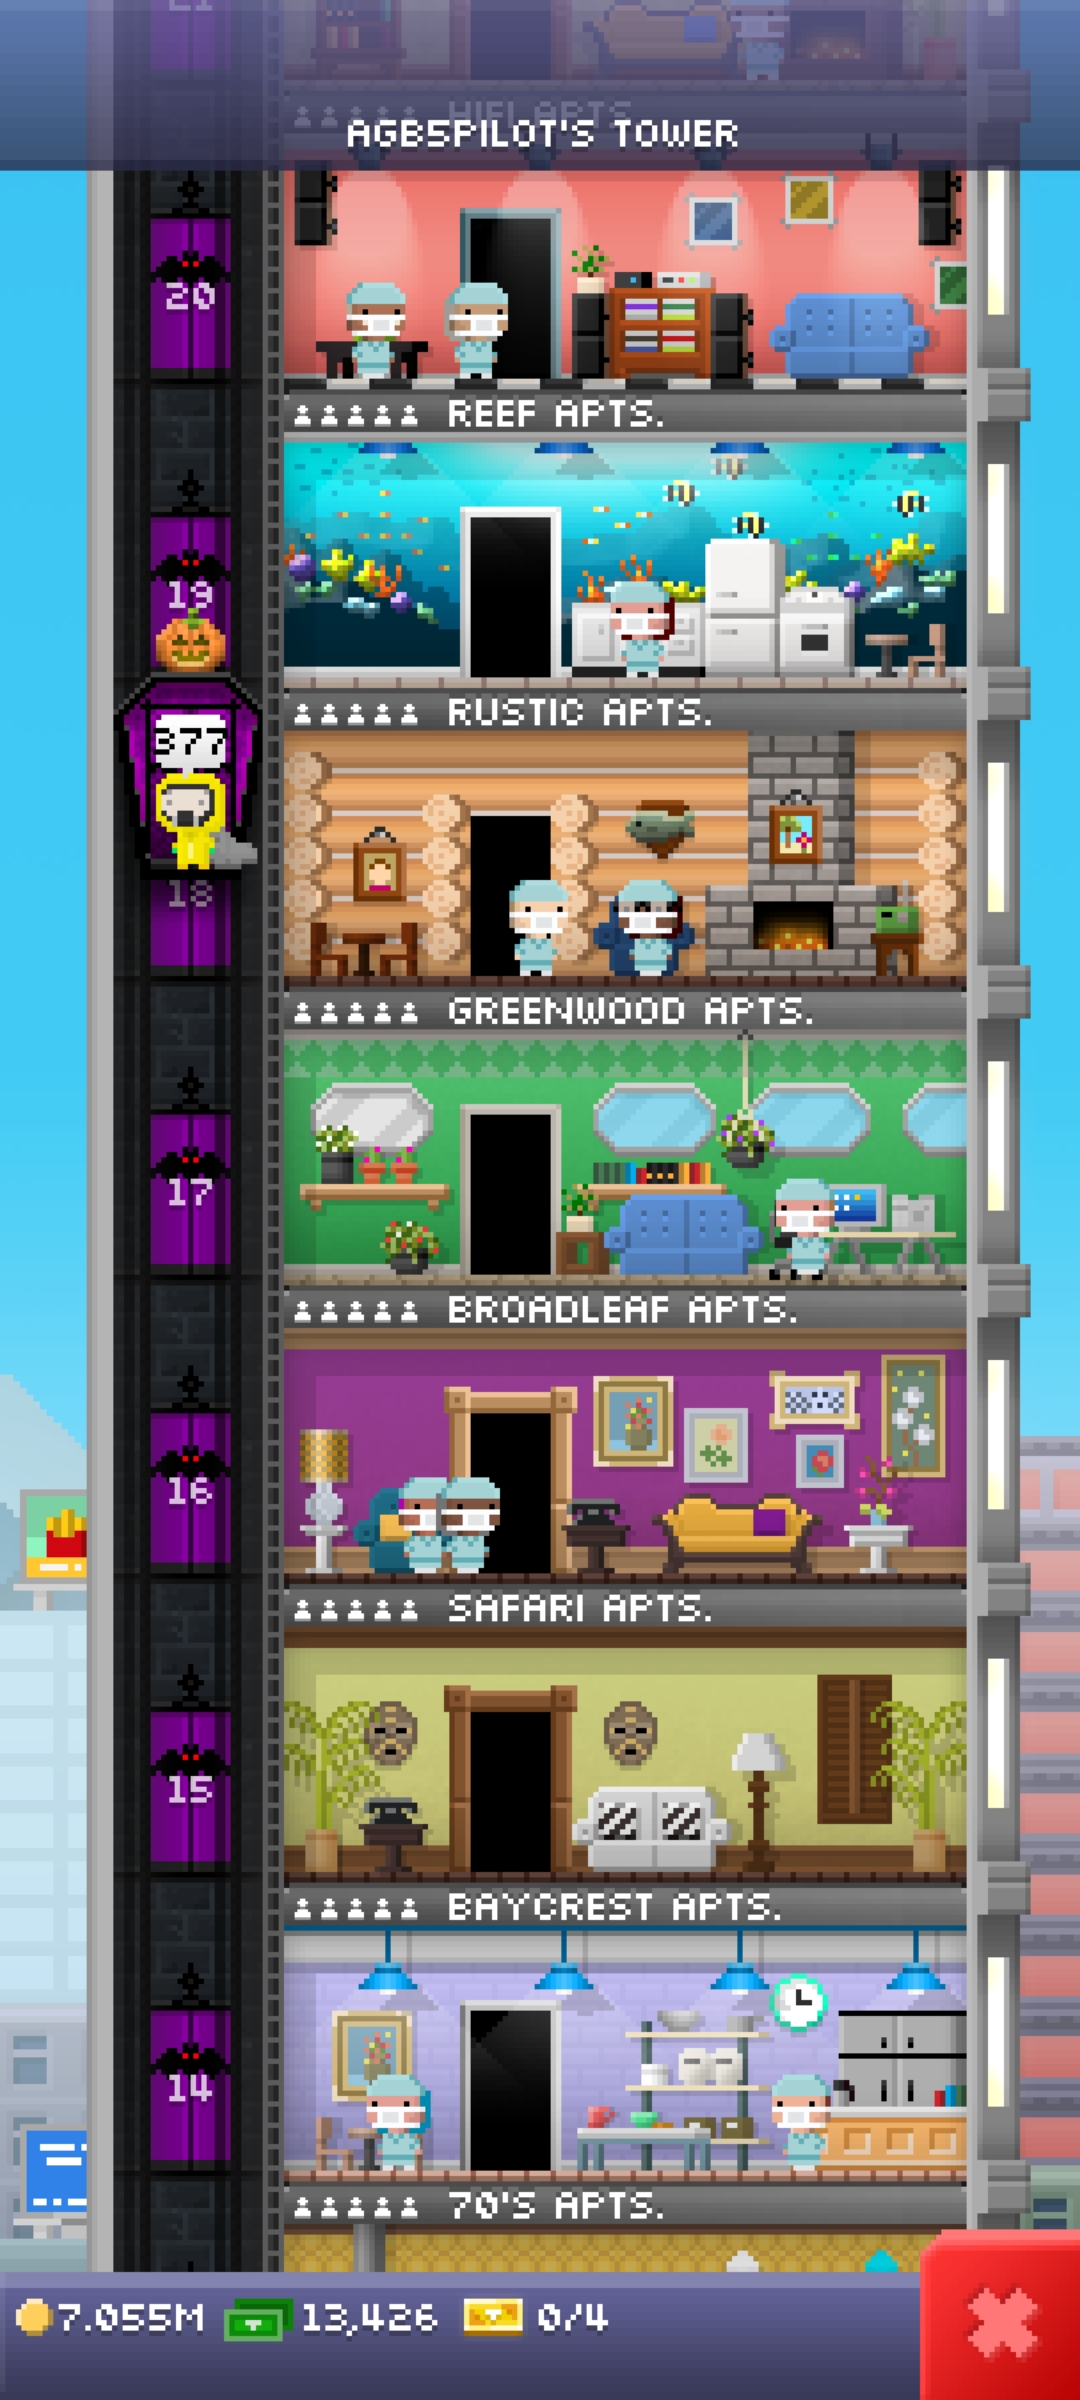 21
HIFI APTS.
AGB5PILOT'S TOWER
20
REEF APTS.
19
RUSTIC APTS.
377
18
GREENWOOD APTS.
17
BROADLEAF APTS.
16
SAFARI APTS.
15
BAYCREST APTS.
14
70'S APTS.
7.055M 13,426 0/4